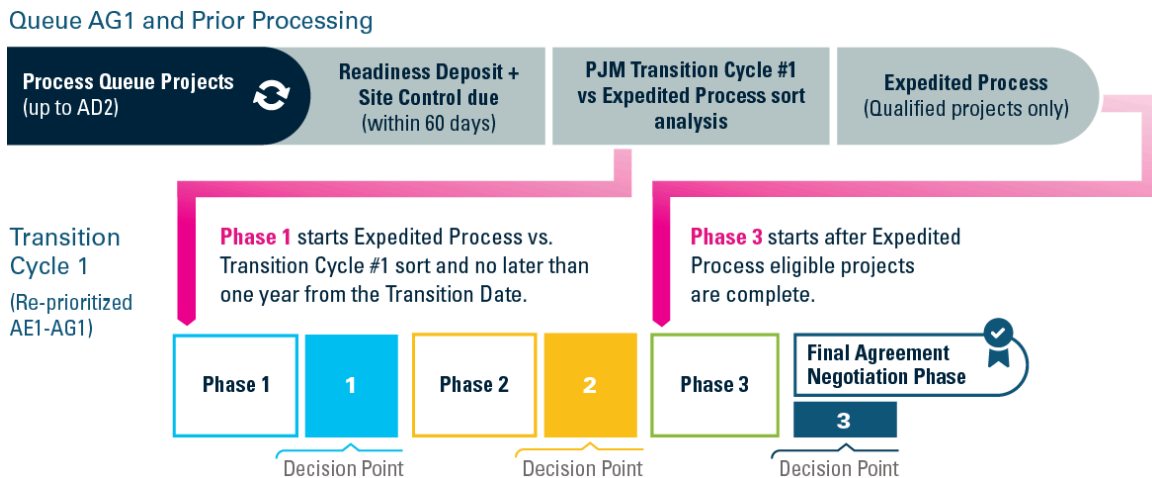 Queue AG1 and Prior Processing
Process Queue Projects
(up to AD2)
Readiness Deposit +
Site Control due
(within 60 days)
PJM Transition Cycle #1
vs Expedited Process sort
analysis
Expedited Process
(Qualified projects only)
Transition
Cycle 1
(Re-prioritized
AE1-AG1)
Phase 1 starts Expedited Process vs.
Transition Cycle #1 sort and no later than
one year from the Transition Date.
Phase 3 starts after Expedited
Process eligible projects
are complete.
Phase 1
1
Phase 2
2
Phase 3
Final Agreement
Negotiation Phase
3
Decision Point
Decision Point
Decision Point